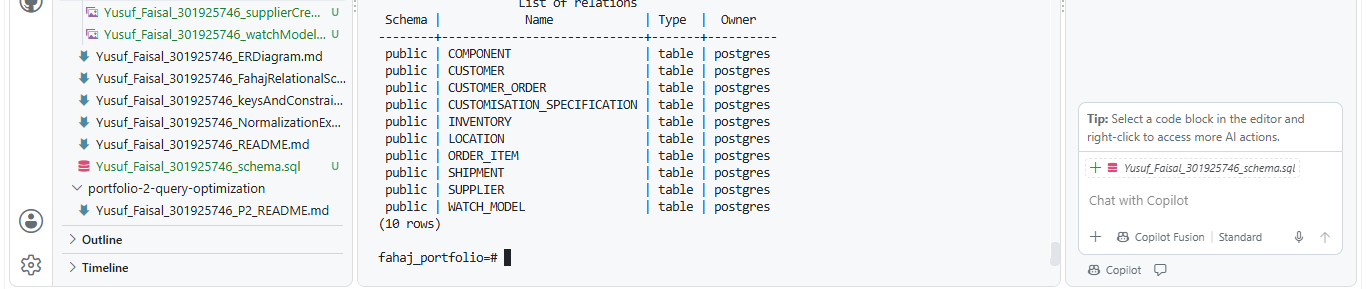 Yusuf_Faisal_301925746_supplierCre... U
Yusuf_Faisal_301925746_watchModel... U
Yusuf_Faisal_301925746_ERDiagram.md
Yusuf_Faisal_301925746_FahajRelationalSc...
Yusuf_Faisal_301925746_keysAndConstrai...
Yusuf_Faisal_301925746_NormalizationEx...
Yusuf_Faisal_301925746_README.md
Yusuf_Faisal_301925746_schema.sql U
portfolio-2-query-optimization
Yusuf_Faisal_301925746_P2_README.md
Outline
Timeline
List of relations
Schema | Name | Type | Owner
--------+----------------------------+-------+----------
public | COMPONENT | table | postgres
public | CUSTOMER | table | postgres
public | CUSTOMER_ORDER | table | postgres
public | CUSTOMISATION_SPECIFICATION | table | postgres
public | INVENTORY | table | postgres
public | LOCATION | table | postgres
public | ORDER_ITEM | table | postgres
public | SHIPMENT | table | postgres
public | SUPPLIER | table | postgres
public | WATCH_MODEL | table | postgres
(10 rows)
fahaj_portfolio=#
Tip: Select a code block in the editor and
right-click to access more AI actions.
+ Yusuf_Faisal_301925746_schema.sql
Chat with Copilot
+ Copilot Fusion | Standard
Copilot